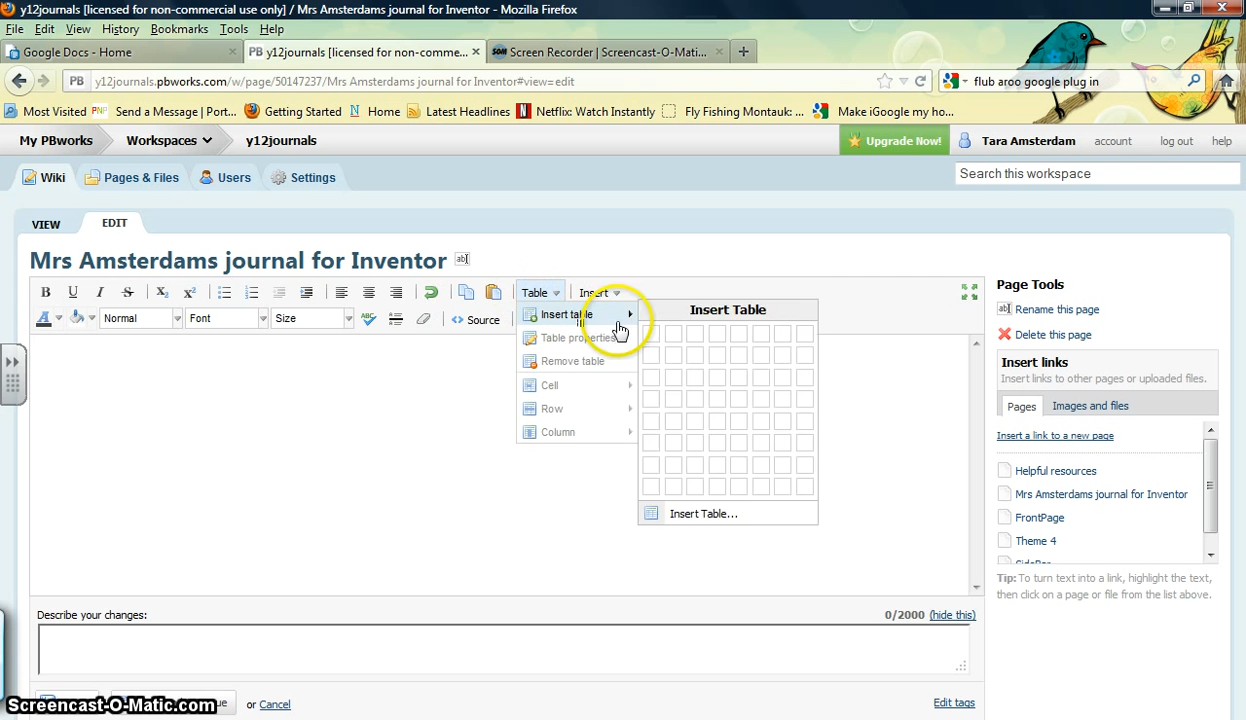 y12journals [licensed for non-commercial use only] / Mrs Amsterdams journal for Inventor - Mozilla Firefox
File Edit View History Bookmarks Tools Help
Google Docs - Home × PB y12journals [licensed for non-comme... × SOM Screen Recorder | Screencast-O-Mati... × +
PB y12journals.pbworks.com/w/page/50147237/Mrs Amsterdams journal for Inventor#view=edit flub aroo google plug in
Most Visited PNP Send a Message | Port... Getting Started N Home Latest Headlines N Netflix: Watch Instantly Fly Fishing Montauk: ... Make iGoogle my ho...
My PBworks Workspaces y12journals Upgrade Now! Tara Amsterdam account log out help
Wiki Pages & Files Users Settings Search this workspace
VIEW EDIT
Mrs Amsterdams journal for Inventor
B U I S X2 X2 Table Insert
A Normal Font Size Source
Insert table
Table properties
Remove table
Cell
Row
Column
Insert Table
Insert Table...
Page Tools
Rename this page
Delete this page
Insert links
Insert links to other pages or uploaded files.
Pages Images and files
Insert a link to a new page
Helpful resources
Mrs Amsterdams journal for Inventor
FrontPage
Theme 4
SideBar
Tip: To turn text into a link, highlight the text,
then click on a page or file from the list above.
Describe your changes: 0/2000 (hide this)
or Cancel Edit tags
Screencast-O-Matic.com